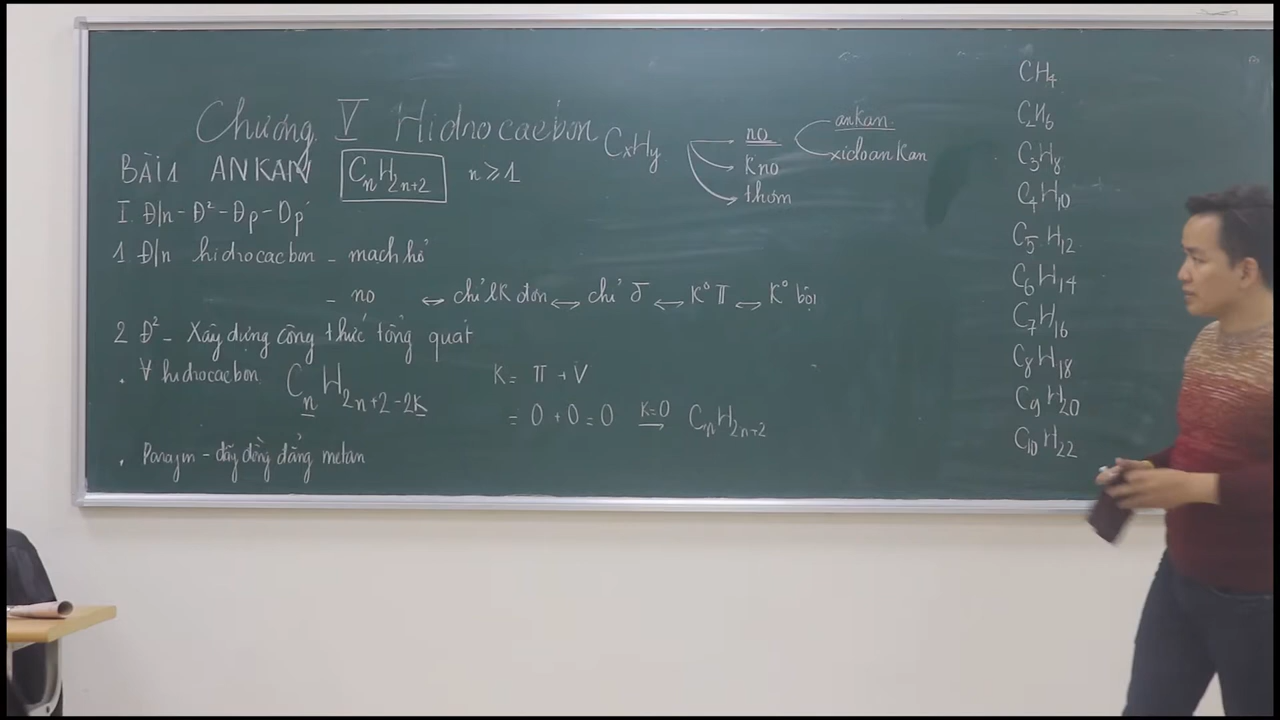 Chương V Hidrocacbon CxHy
no
kno
thơm
ankan
xicloankan
BÀI 1 ANKAN CnH2n+2 n ≥ 1
I. Đ/n - Đ² - Đp - Dp'
1 Đ/n hidrocacbon - mạch hở
- no ⇔ chỉ lk đơn ⇔ chỉ δ ⇔ K° π ⇔ K° bội
2 Đ² - Xây dựng công thức tổng quát
. ∀ hidrocacbon CnH2n+2-2k K = π + V
= 0 + 0 = 0 K=0 → CnH2n+2
. Parafin - dãy đồng đẳng metan
CH4
C2H6
C3H8
C4H10
C5H12
C6H14
C7H16
C8H18
C9H20
C10H22